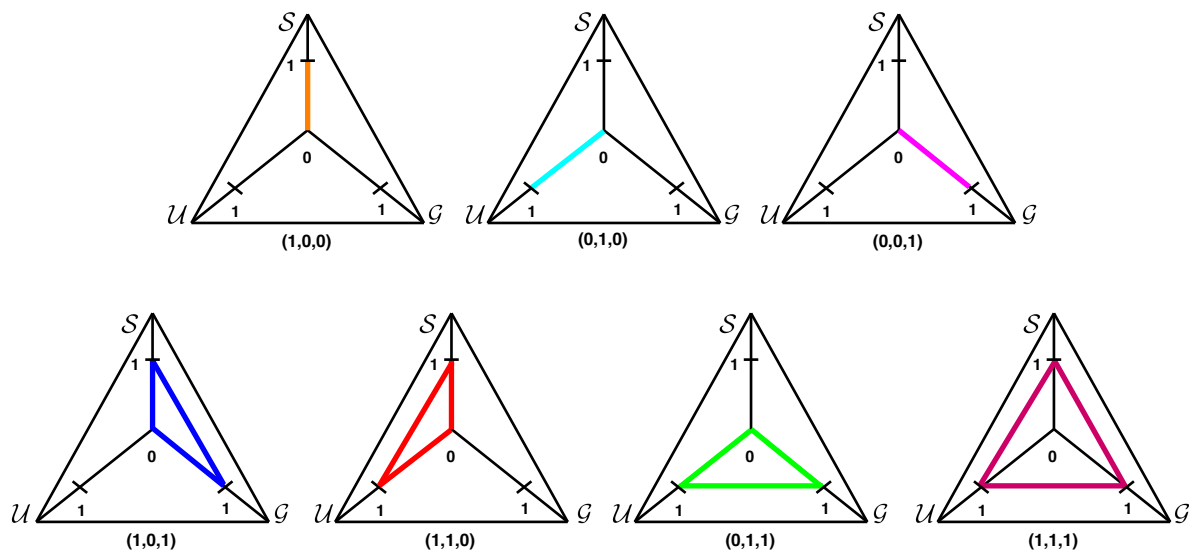 𝒮 𝒮 𝒮
1 1 1
0 0 0
𝒰 1 1 𝒢 𝒰 1 1 𝒢 𝒰 1 1 𝒢
(1,0,0) (0,1,0) (0,0,1)
𝒮 𝒮 𝒮 𝒮
1 1 1 1
0 0 0 0
𝒰 1 1 𝒢 𝒰 1 1 𝒢 𝒰 1 1 𝒢 𝒰 1 1 𝒢
(1,0,1) (1,1,0) (0,1,1) (1,1,1)